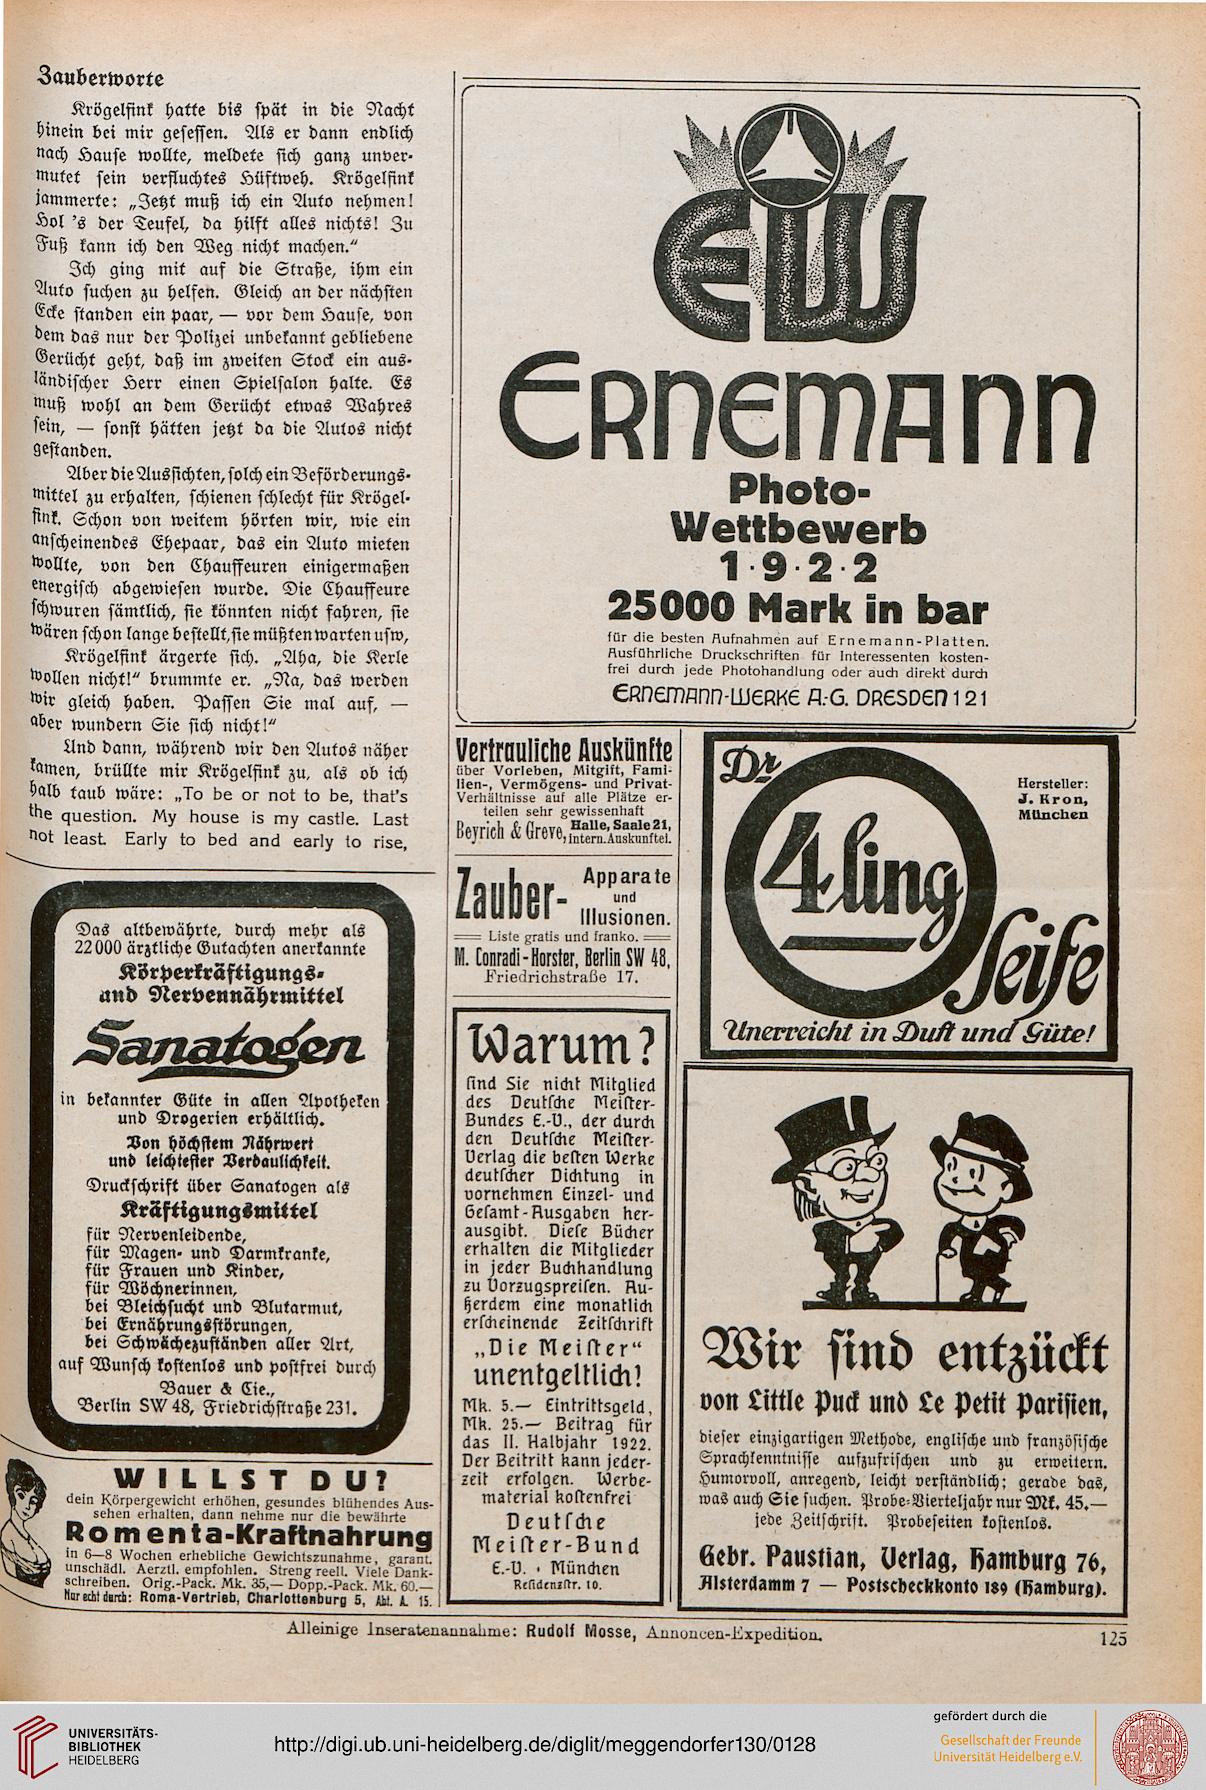 Zauberworte
Krögelfink hatte bis spät in die Nacht
hinein bei mir gesessen. Als er dann endlich
nach Hause wollte, meldete sich ganz unver-
mutet sein verfluchtes Hüftweh. Krögelfink
jammerte: „Jetzt muß ich ein Auto nehmen!
Hol 's der Teufel, da hilft alles nichts! Zu
Fuß kann ich den Weg nicht machen.“
Ich ging mit auf die Straße, ihm ein
Auto suchen zu helfen. Gleich an der nächsten
Ecke standen ein paar, — vor dem Hause, von
dem das nur der Polizei unbekannt gebliebene
Gerücht geht, daß im zweiten Stock ein aus-
ländischer Herr einen Spielsalon halte. Es
muß wohl an dem Gerücht etwas Wahres
sein, — sonst hätten jetzt da die Autos nicht
gestanden.
Aber die Aussichten, solch ein Beförderungs-
mittel zu erhalten, schienen schlecht für Krögel-
fink. Schon von weitem hörten wir, wie ein
anscheinendes Ehepaar, das ein Auto mieten
wollte, von den Chauffeuren einigermaßen
energisch abgewiesen wurde. Die Chauffeure
schwuren sämtlich, sie könnten nicht fahren, sie
wären schon lange bestellt, sie müßten warten usw,
Krögelfink ärgerte sich. „Aha, die Kerle
wollen nicht!“ brummte er. „Na, das werden
wir gleich haben. Passen Sie mal auf, —
aber wundern Sie sich nicht!“
Und dann, während wir den Autos näher
kamen, brüllte mir Krögelfink zu, als ob ich
halb taub wäre: „To be or not to be, that's
the question. My house is my castle. Last
not least. Early to bed and early to rise,
Das altbewährte, durch mehr als
22000 ärztliche Gutachten anerkannte
Körperkräftigungs-
und Nervennährmittel
Sanatogen
in bekannter Güte in allen Apotheken
und Drogerien erhältlich.
Von höchstem Nährwert
und leichtester Verdaulichkeit.
Druckschrift über Sanatogen als
Kräftigungsmittel
für Nervenleidende,
für Magen- und Darmkranke,
für Frauen und Kinder,
für Wöchnerinnen,
bei Bleichsucht und Blutarmut,
bei Ernährungsstörungen,
bei Schwächezuständen aller Art,
auf Wunsch kostenlos und postfrei durch
Bauer & Cie.,
Berlin SW 48, Friedrichstraße 231.
WILLST DU?
dein Körpergewicht erhöhen, gesundes blühendes Aus-
sehen erhalten, dann nehme nur die bewährte
Romenta-Kraftnahrung
in 6—8 Wochen erhebliche Gewichtszunahme, garant.
unschädl. Aerztl. empfohlen. Streng reell. Viele Dank-
schreiben. Orig.-Pack. Mk. 35,— Dopp.-Pack. Mk. 60.—
Nur echt durch: Roma-Vertrieb, Charlottenburg 5, Abt. A. 15.
EW
ERNEMANN
Photo-
Wettbewerb
1·9·2·2
25000 Mark in bar
für die besten Aufnahmen auf Ernemann-Platten.
Ausführliche Druckschriften für Interessenten kosten-
frei durch jede Photohandlung oder auch direkt durch
ERNEMANN-WERKE A.-G. DRESDEN 121
Vertrauliche Auskünfte
über Vorleben, Mitgift, Fami-
lien-, Vermögens- und Privat-
Verhältnisse auf alle Plätze er-
teilen sehr gewissenhaft
Beyrich & Greve, Halle, Saale 21,
intern. Auskunftei.
Zauber-
Apparate
und
Illusionen.
Liste gratis und franko.
M. Conradi-Horster, Berlin SW 48,
Friedrichstraße 17.
Warum?
sind Sie nicht Mitglied
des Deutsche Meister-
Bundes E.-V., der durch
den Deutsche Meister-
Verlag die besten Werke
deutscher Dichtung in
vornehmen Einzel- und
Gesamt-Ausgaben her-
ausgibt. Diese Bücher
erhalten die Mitglieder
in jeder Buchhandlung
zu Vorzugspreisen. Au-
ßerdem eine monatlich
erscheinende Zeitschrift
„Die Meister“
unentgeltlich!
Mk. 5.— Eintrittsgeld,
Mk. 25.— Beitrag für
das II. Halbjahr 1922.
Der Beitritt kann jeder-
zeit erfolgen. Werbe-
material kostenfrei
Deutsche
Meister-Bund
E.-V. · München
Residenzstr. 10.
Dr
4ling
Seife
Hersteller:
J. Kron,
München
Unerreicht in Duft und Güte!
Wir sind entzückt
von Little Puck und Le Petit Parisien,
dieser einzigartigen Methode, englische und französische
Sprachkenntnisse aufzufrischen und zu erweitern.
Humorvoll, anregend, leicht verständlich; gerade das,
was auch Sie suchen. Probe-Vierteljahr nur Mk. 45.—
jede Zeitschrift. Probeseiten kostenlos.
Gebr. Paustian, Verlag, Hamburg 76,
Alsterdamm 7 — Postscheckkonto 189 (Hamburg).
Alleinige Inseratenannahme: Rudolf Mosse, Annoncen-Expedition.
125
UNIVERSITÄTS-
BIBLIOTHEK
HEIDELBERG
http://digi.ub.uni-heidelberg.de/diglit/meggendorfer130/0128
gefördert durch die
Gesellschaft der Freunde
Universität Heidelberg e.V.